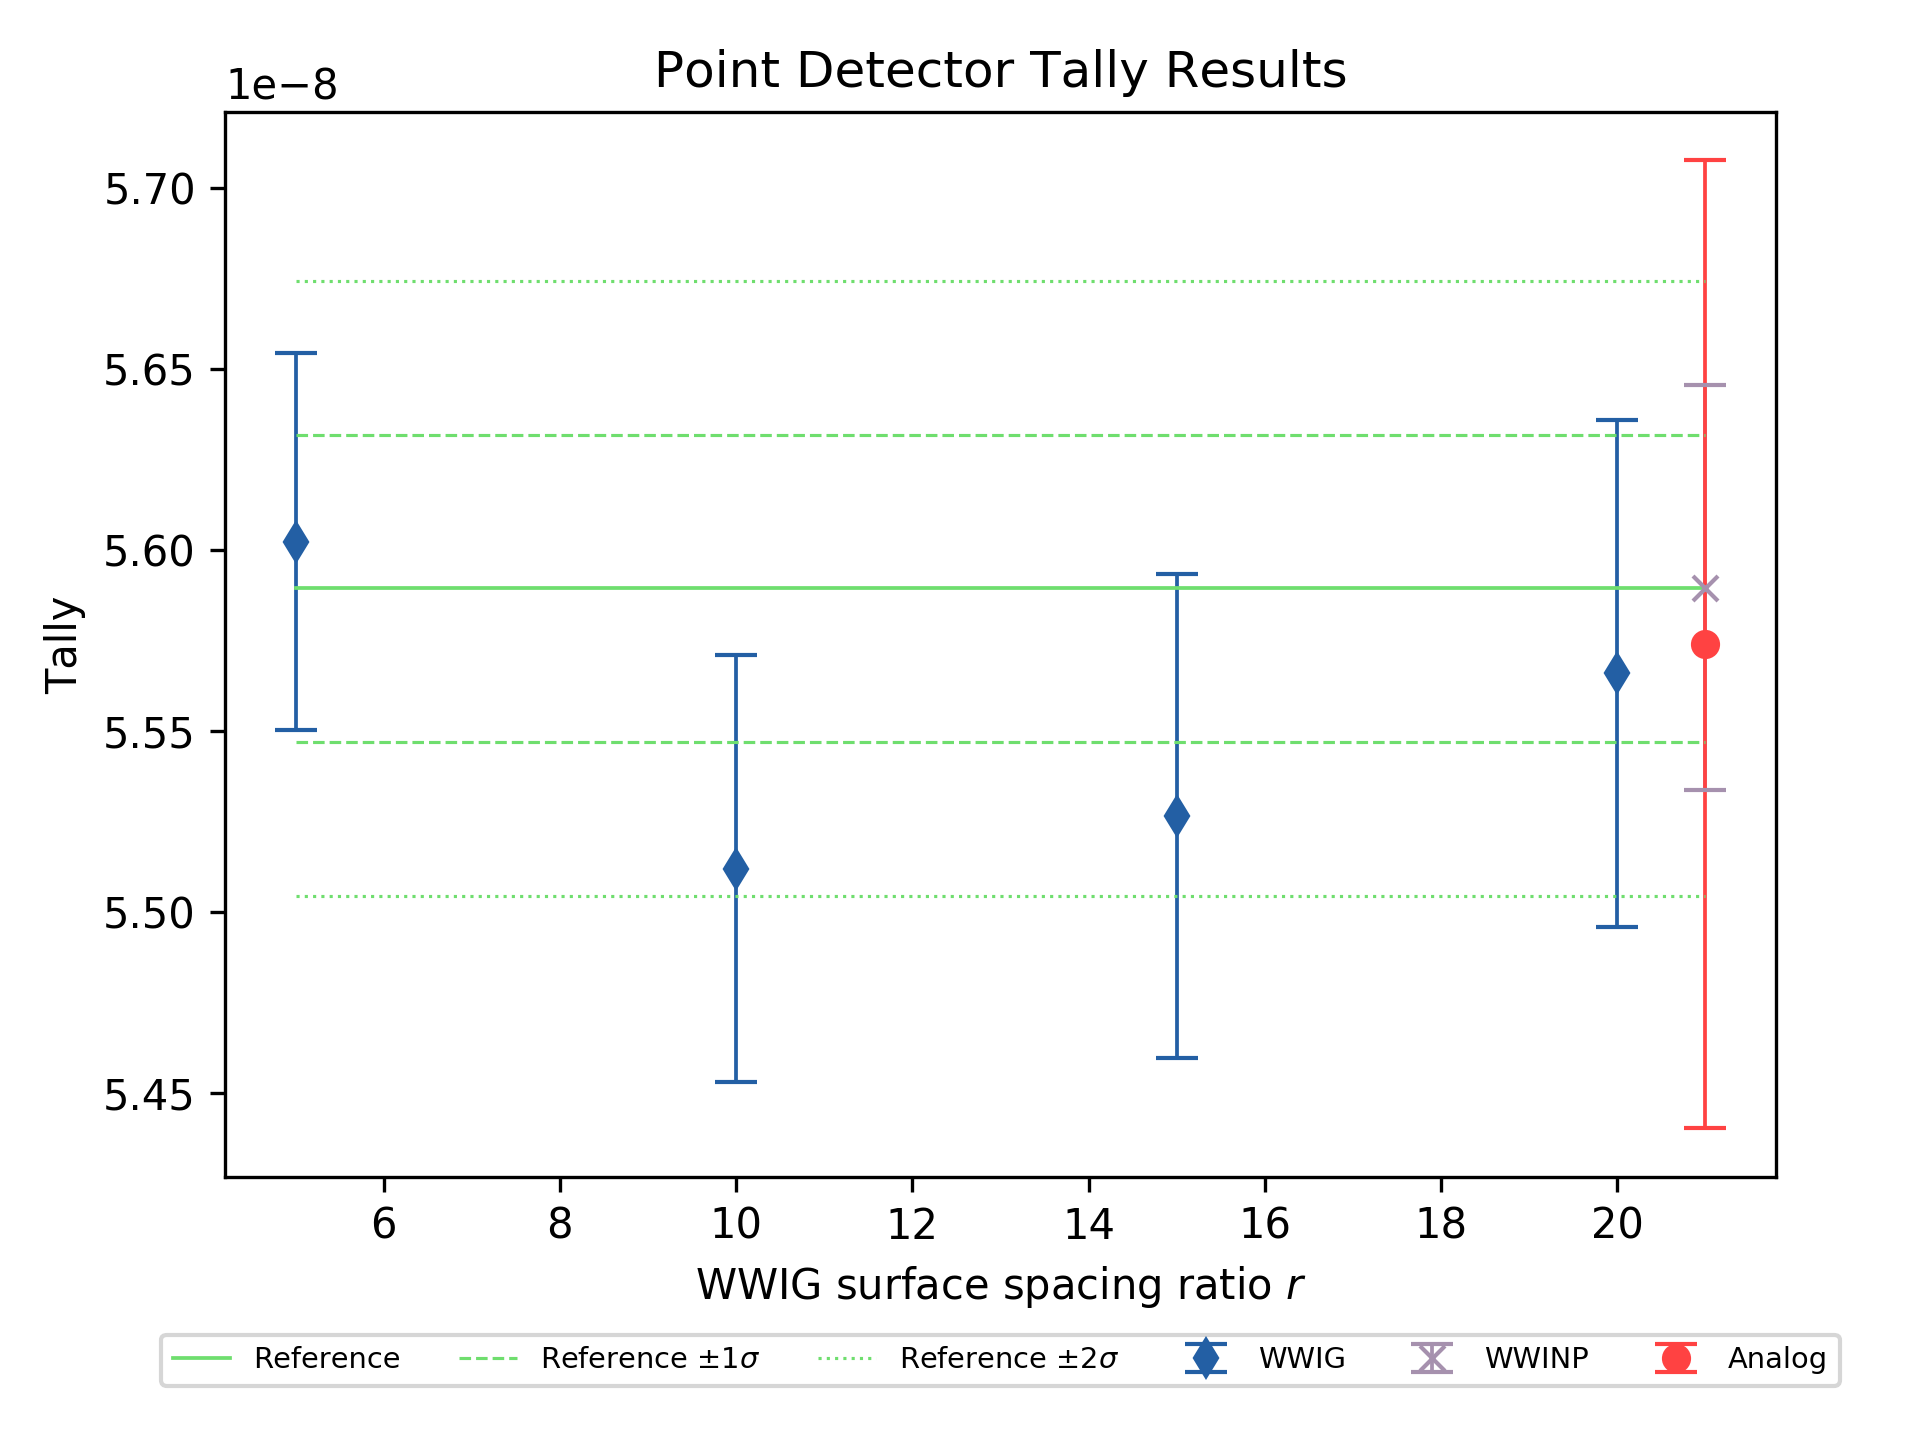 Point Detector Tally Results
1e−8
5.70
5.65
5.60
5.55
5.50
5.45
Tally
6 8 10 12 14 16 18 20
WWIG surface spacing ratio r
Reference Reference ±1σ Reference ±2σ WWIG WWINP Analog